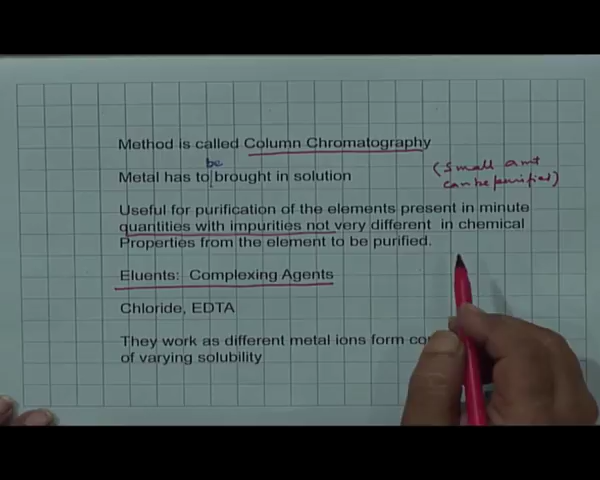 Method is called Column Chromatography
be
Metal has to brought in solution
(Small amt
can be purified)
Useful for purification of the elements present in minute
quantities with impurities not very different in chemical
Properties from the element to be purified.
Eluents: Complexing Agents
Chloride, EDTA
They work as different metal ions form
of varying solubility